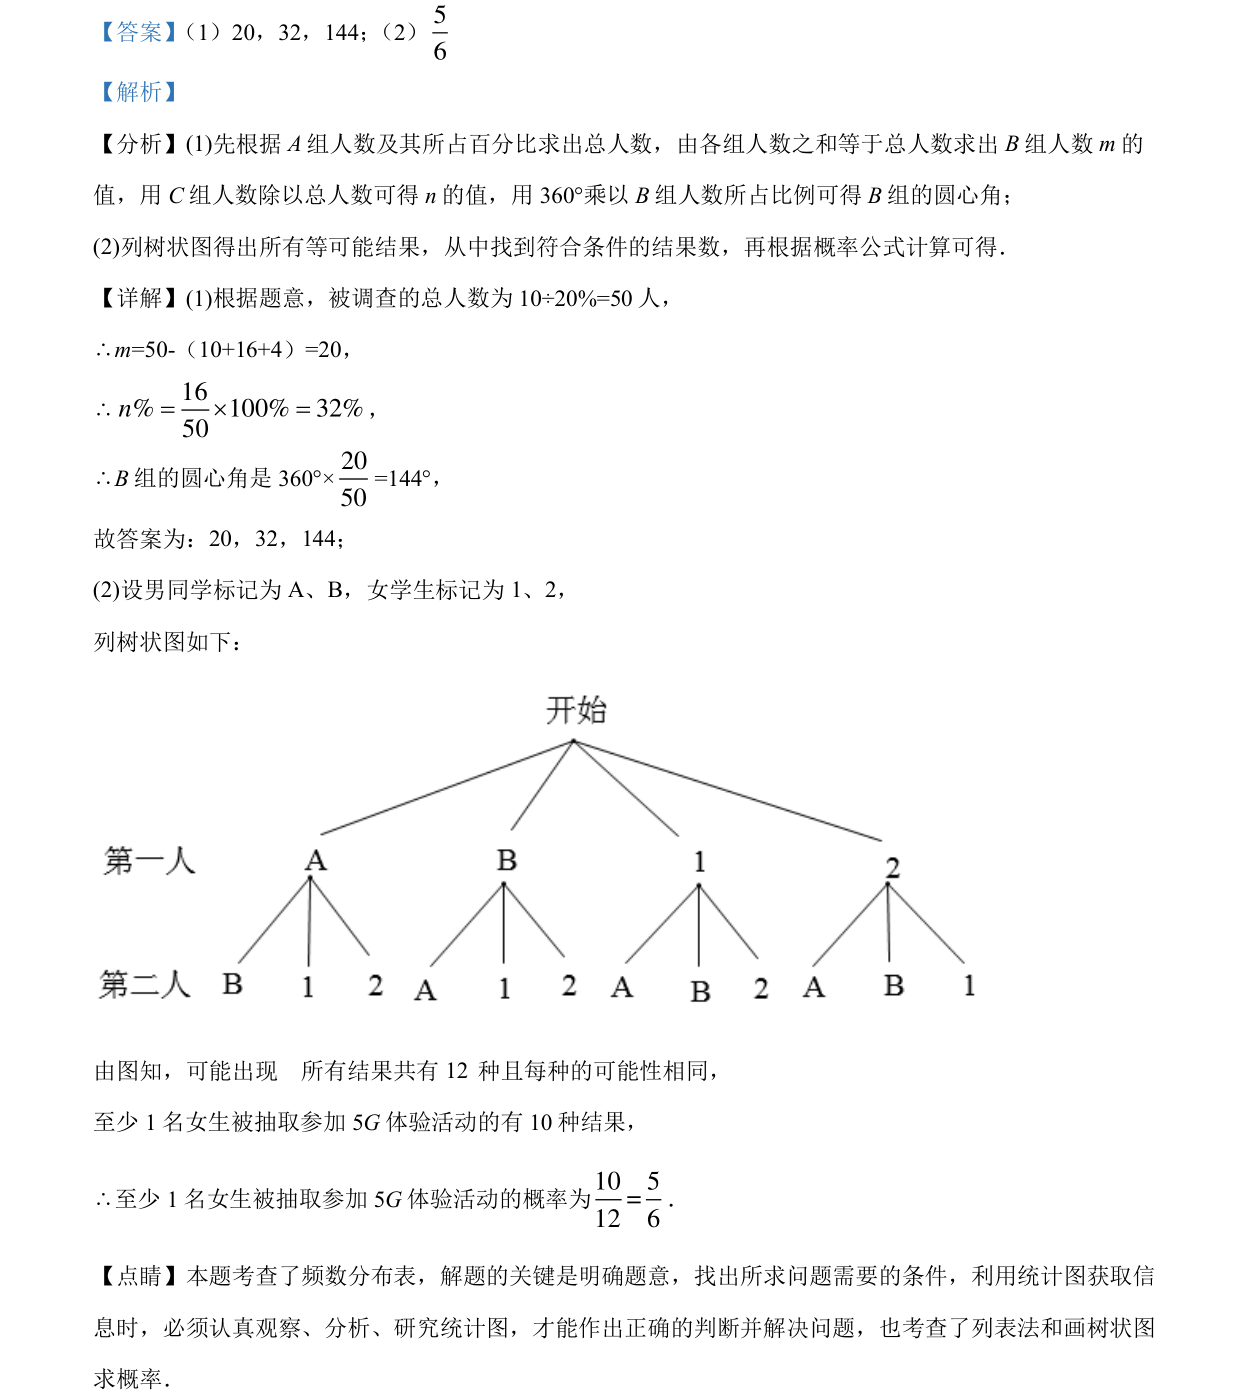 【答案】（1）20，32，144；（2）5/6
【解析】
【分析】(1)先根据 A 组人数及其所占百分比求出总人数，由各组人数之和等于总人数求出 B 组人数 m 的
值，用 C 组人数除以总人数可得 n 的值，用 360°乘以 B 组人数所占比例可得 B 组的圆心角；
(2)列树状图得出所有等可能结果，从中找到符合条件的结果数，再根据概率公式计算可得．
【详解】(1)根据题意，被调查的总人数为 10÷20%=50 人，
∴m=50-（10+16+4）=20，
∴ n% = 16/50 ×100% = 32%，
∴B 组的圆心角是 360°× 20/50 =144°，
故答案为：20，32，144；
(2)设男同学标记为 A、B，女学生标记为 1、2，
列树状图如下：
开始
第一人 A B 1 2
第二人 B 1 2 A 1 2 A B 2 A B 1
由图知，可能出现 所有结果共有 12 种且每种的可能性相同，
至少 1 名女生被抽取参加 5G 体验活动的有 10 种结果，
∴至少 1 名女生被抽取参加 5G 体验活动的概率为 10/12 = 5/6．
【点睛】本题考查了频数分布表，解题的关键是明确题意，找出所求问题需要的条件，利用统计图获取信
息时，必须认真观察、分析、研究统计图，才能作出正确的判断并解决问题，也考查了列表法和画树状图
求概率．